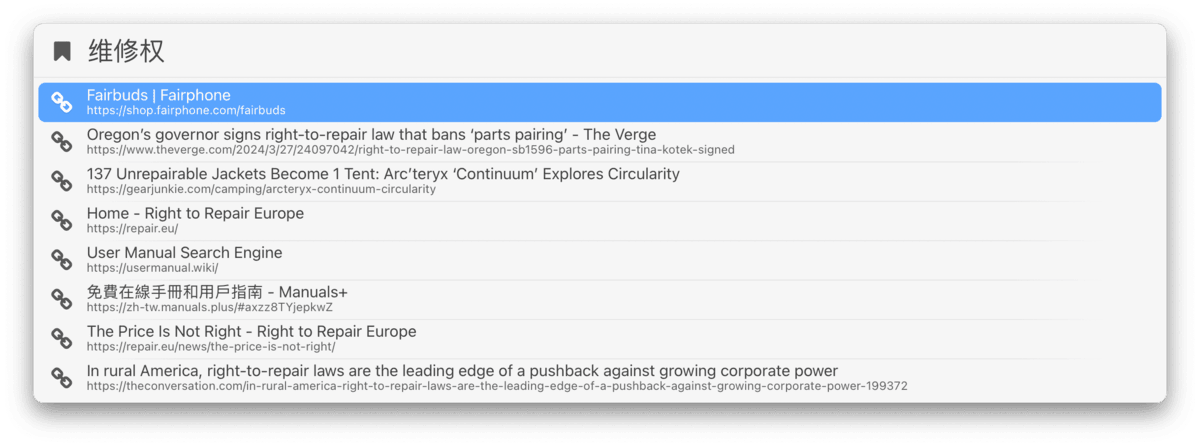 维修权
Fairbuds | Fairphone
https://shop.fairphone.com/fairbuds
Oregon’s governor signs right-to-repair law that bans ‘parts pairing’ - The Verge
https://www.theverge.com/2024/3/27/24097042/right-to-repair-law-oregon-sb1596-parts-pairing-tina-kotek-signed
137 Unrepairable Jackets Become 1 Tent: Arc’teryx ‘Continuum’ Explores Circularity
https://gearjunkie.com/camping/arcteryx-continuum-circularity
Home - Right to Repair Europe
https://repair.eu/
User Manual Search Engine
https://usermanual.wiki/
免費在線手冊和用戶指南 - Manuals+
https://zh-tw.manuals.plus/#axzz8TYjepkwZ
The Price Is Not Right - Right to Repair Europe
https://repair.eu/news/the-price-is-not-right/
In rural America, right-to-repair laws are the leading edge of a pushback against growing corporate power
https://theconversation.com/in-rural-america-right-to-repair-laws-are-the-leading-edge-of-a-pushback-against-growing-corporate-power-199372